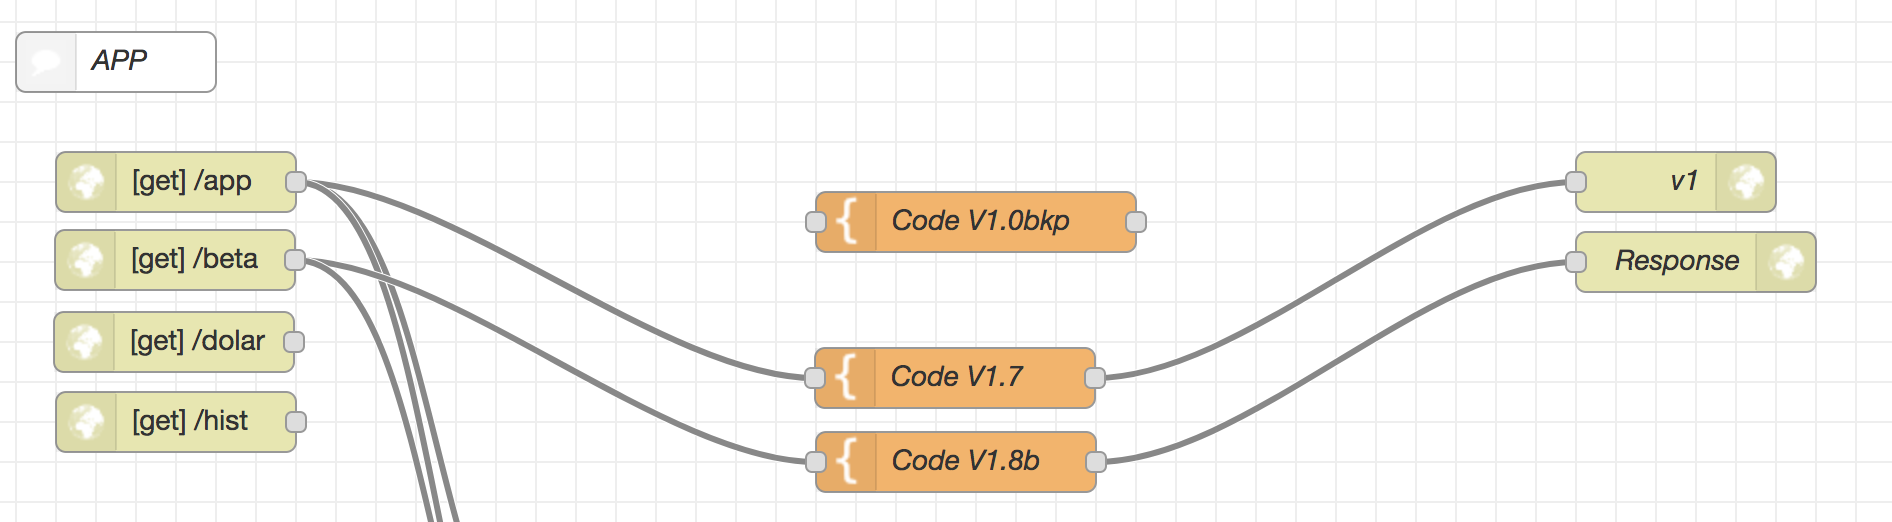 APP
[get] /app
[get] /beta
[get] /dolar
[get] /hist
{ Code V1.0bkp
{ Code V1.7
{ Code V1.8b
v1
Response